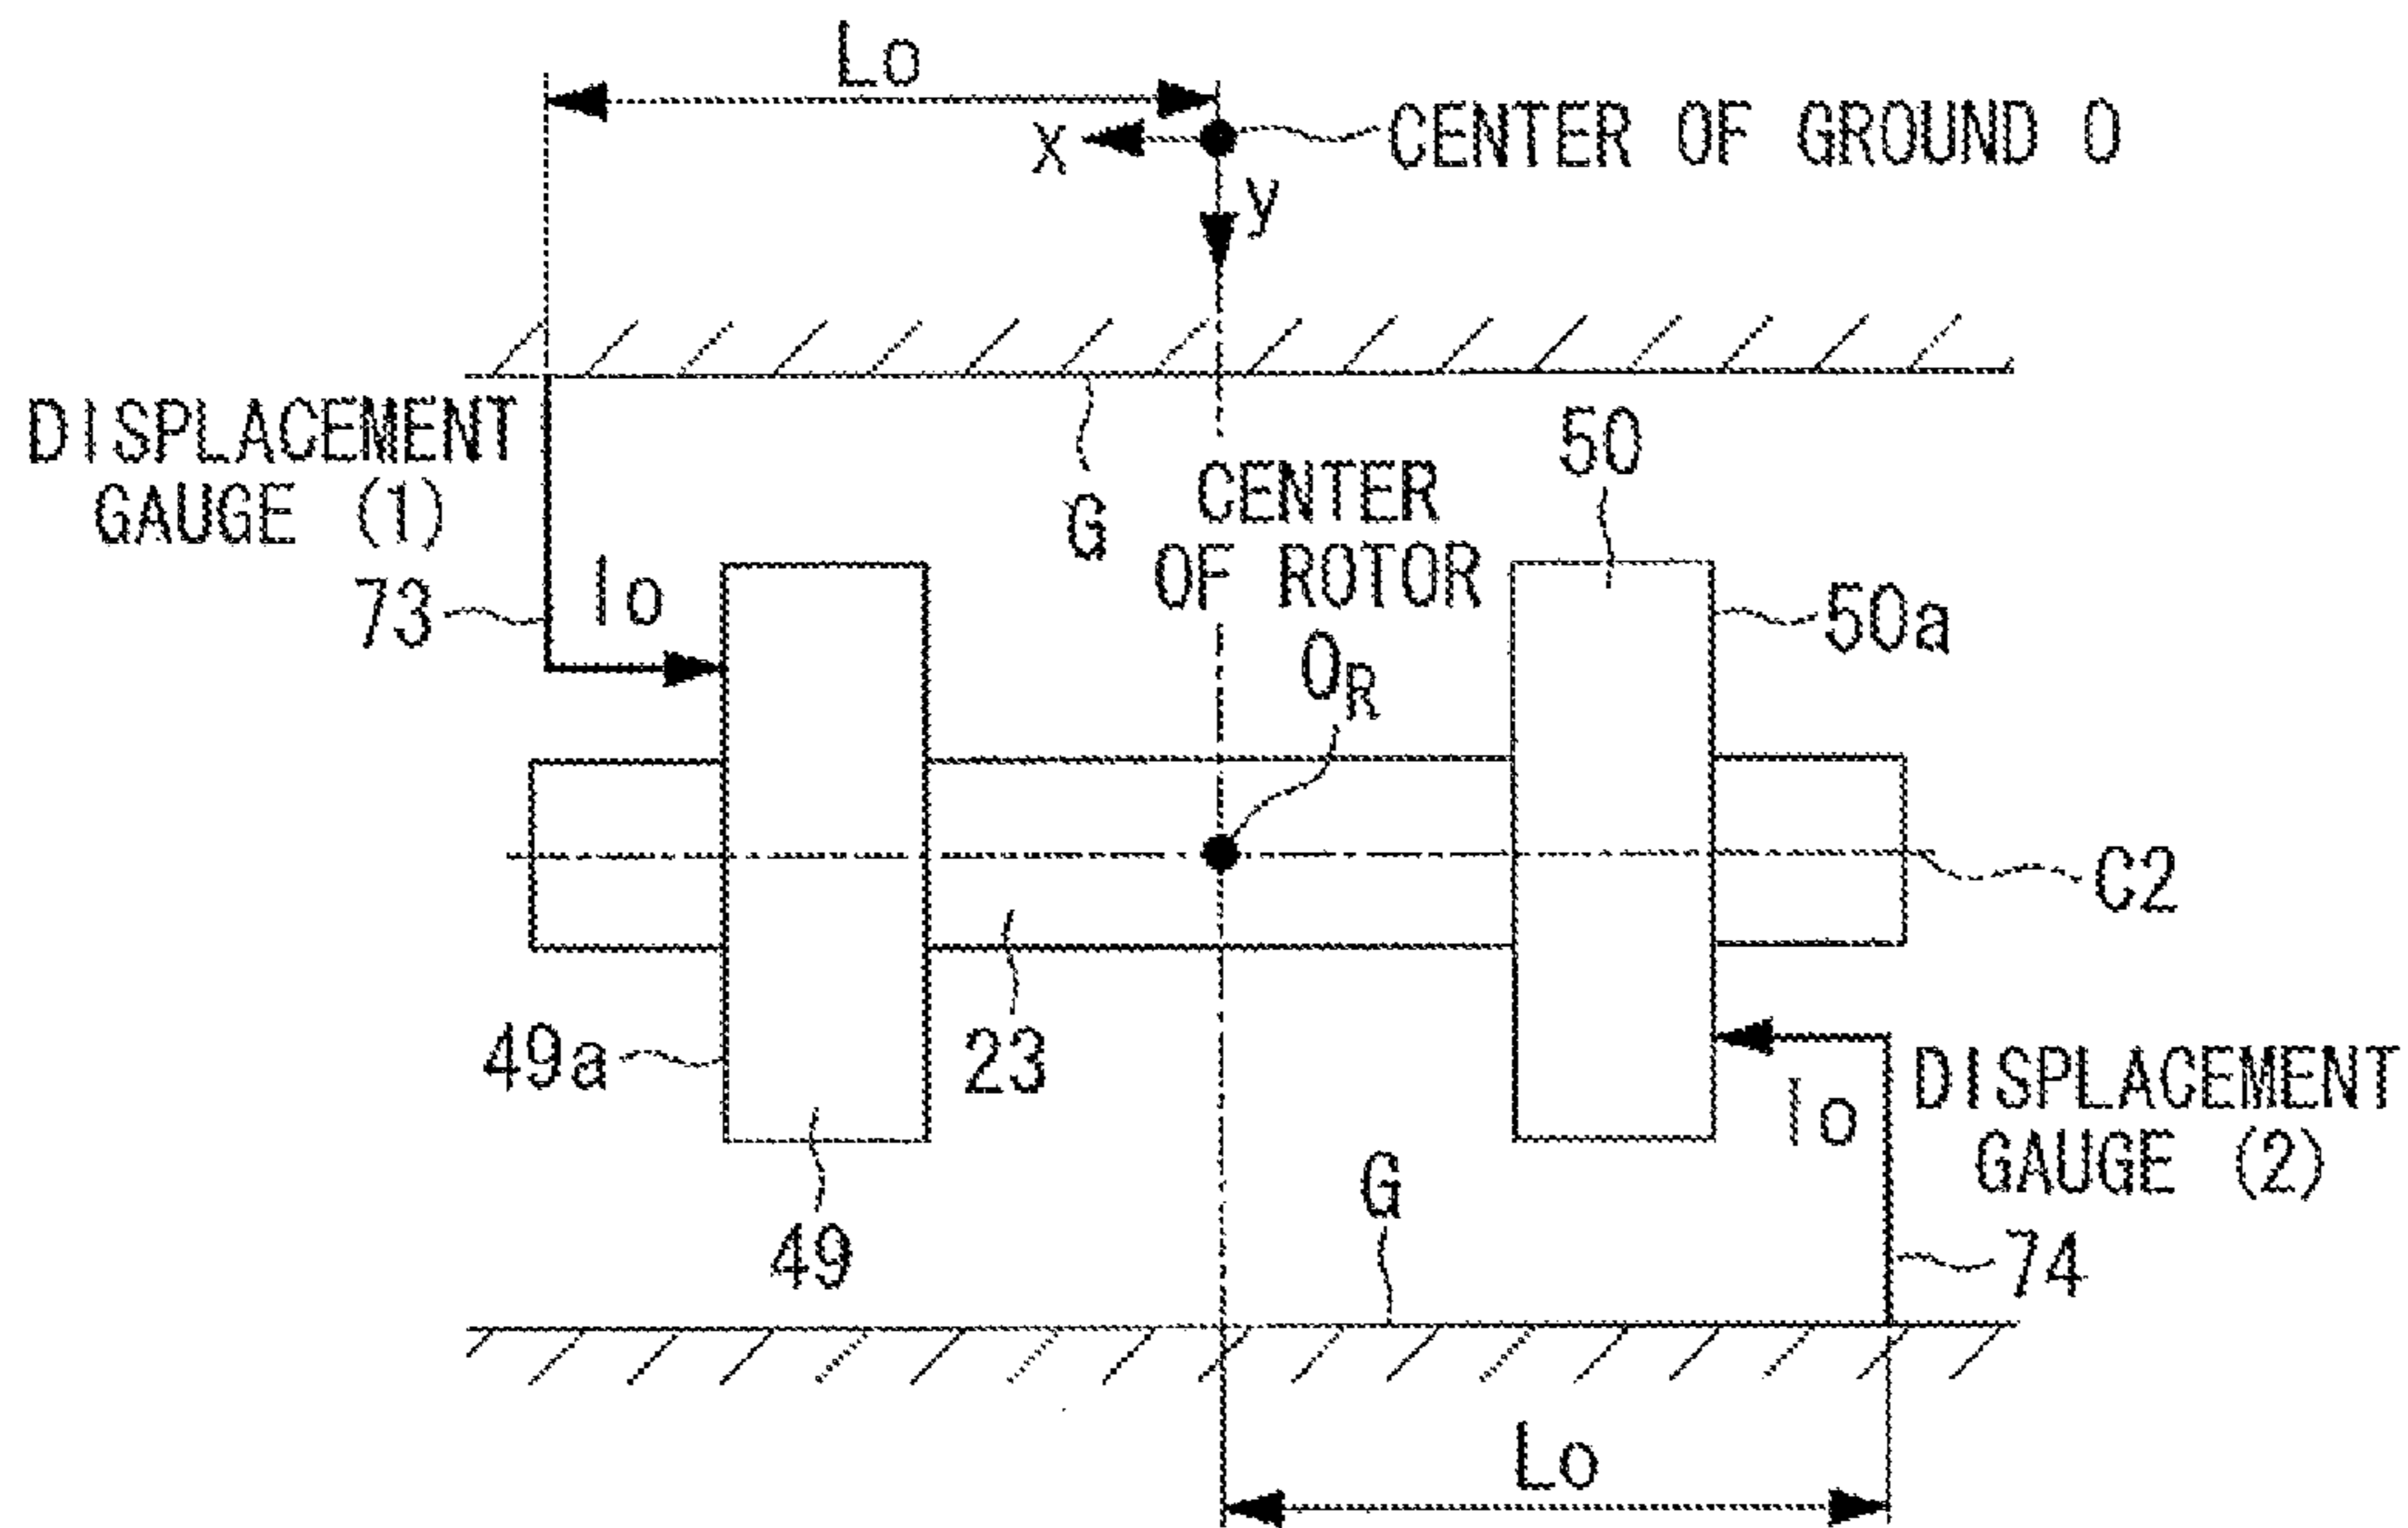 Lo
CENTER OF GROUND O
X
y
DISPLACEMENT
GAUGE (1)
50
G
CENTER
OF ROTOR
OR
73
lo
50a
C2
49a
23
DISPLACEMENT
GAUGE (2)
lo
G
49
74
Lo